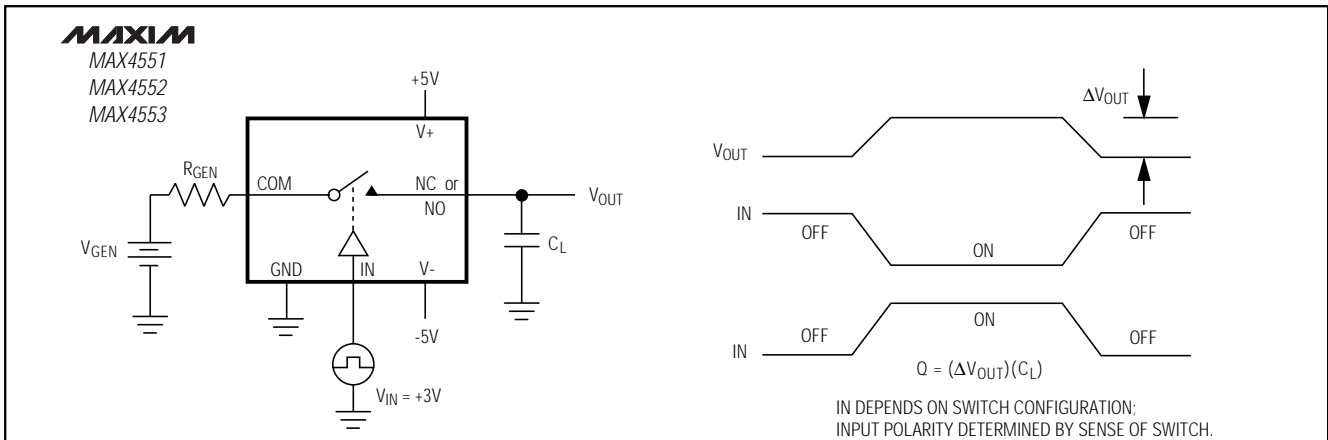 MAXIM
MAX4551
MAX4552
MAX4553
+5V
V+
RGEN
COM
NC or
NO
VOUT
VGEN
CL
GND
IN
V-
-5V
VIN = +3V
ΔVOUT
VOUT
IN
OFF
ON
OFF
IN
OFF
ON
OFF
Q = (ΔVOUT)(CL)
IN DEPENDS ON SWITCH CONFIGURATION;
INPUT POLARITY DETERMINED BY SENSE OF SWITCH.